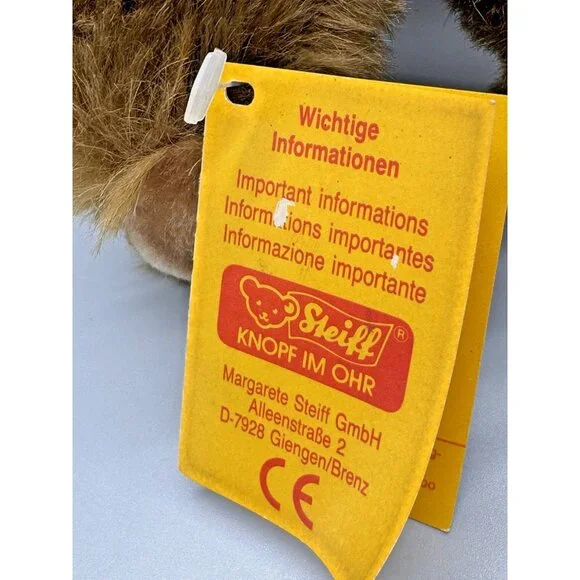 Wichtige
Informationen
Important informations
Informations importantes
Informazione importante
Steiff ®
KNOPF IM OHR
Margarete Steiff GmbH
Alleenstraße 2
D-7928 Giengen/Brenz
CE